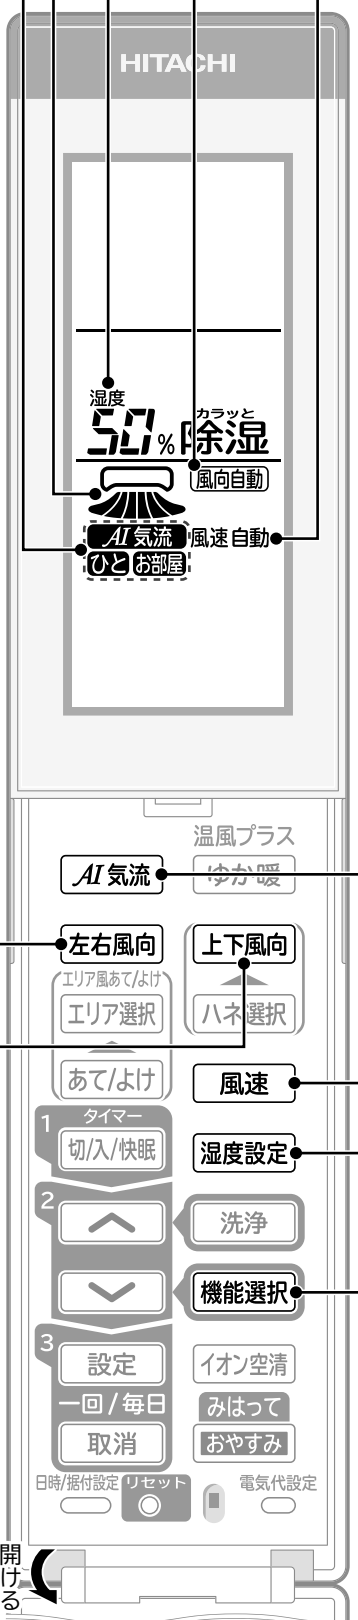 HITACHI
湿度
カラッと
50%除湿
風向自動
AI気流 風速自動
ひと お部屋
温風プラス
AI気流 ゆか暖
左右風向 上下風向
エリア風あて/よけ
エリア選択 ハネ選択
あて/よけ 風速
1 タイマー
切/入/快眠 湿度設定
2
洗浄
機能選択
3
設定 イオン空清
一回/毎日 みはって
取消 おやすみ
日時/据付設定 リセット 電気代設定
開ける